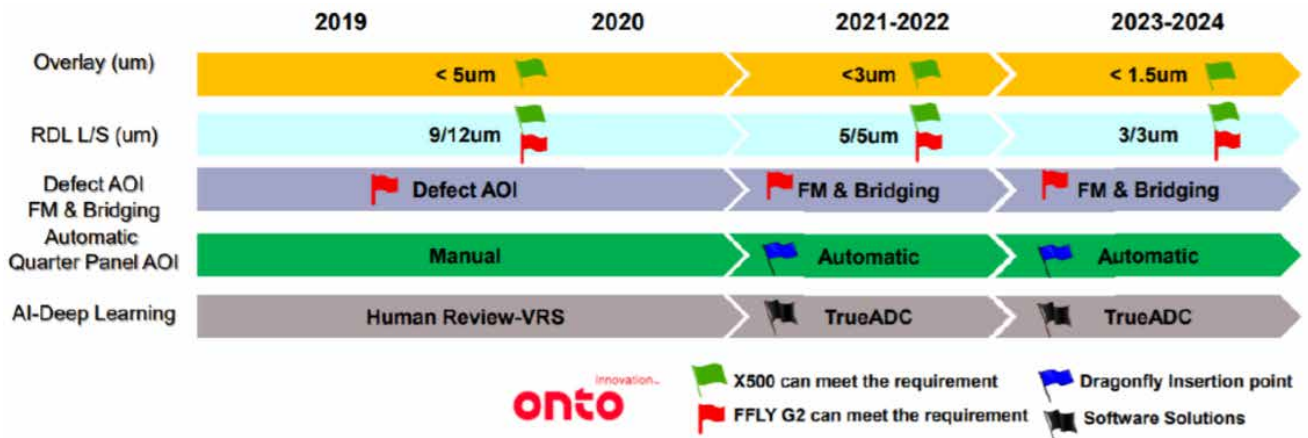 2019 2020 2021-2022 2023-2024
Overlay (um) < 5um <3um < 1.5um
RDL L/S (um) 9/12um 5/5um 3/3um
Defect AOI
FM & Bridging
Defect AOI FM & Bridging FM & Bridging
Automatic
Quarter Panel AOI
Manual Automatic Automatic
AI-Deep Learning Human Review-VRS TrueADC TrueADC
innovation
onto
X500 can meet the requirement
FFLY G2 can meet the requirement
Dragonfly Insertion point
Software Solutions